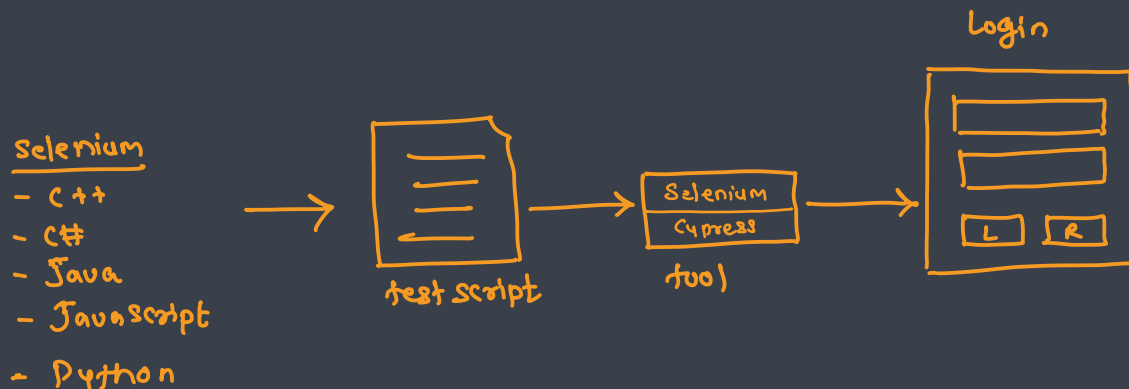 Login
Selenium
- C++
- C#
- Java
- Javascript
- Python
test script
Selenium
Cypress
tool
L
R